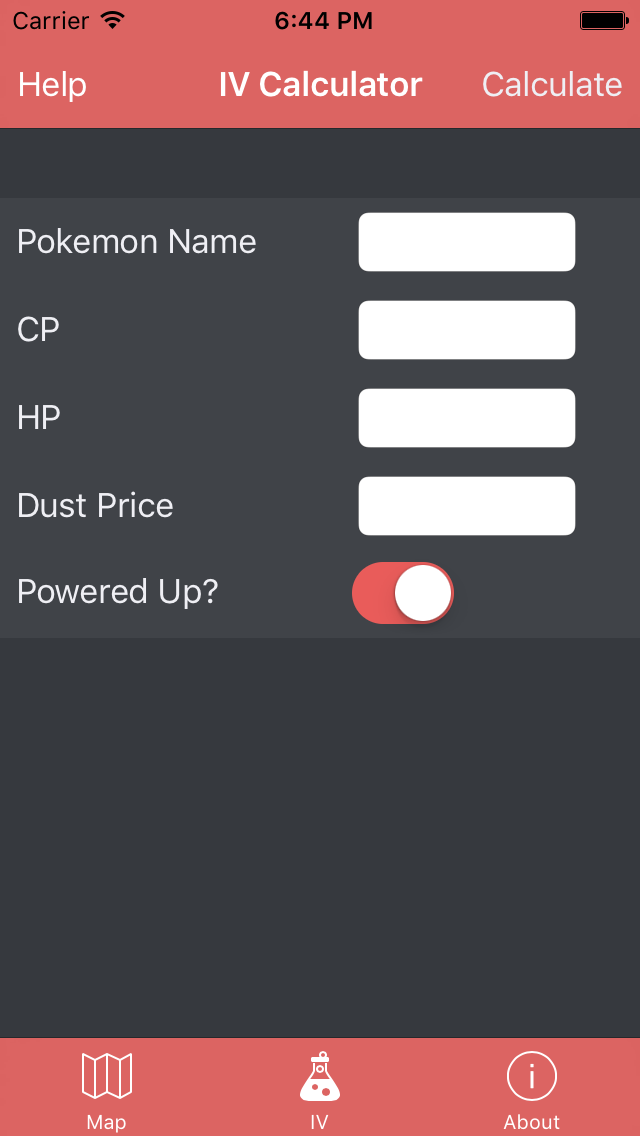 Carrier 6:44 PM
Help IV Calculator Calculate
Pokemon Name
CP
HP
Dust Price
Powered Up?
Map IV About